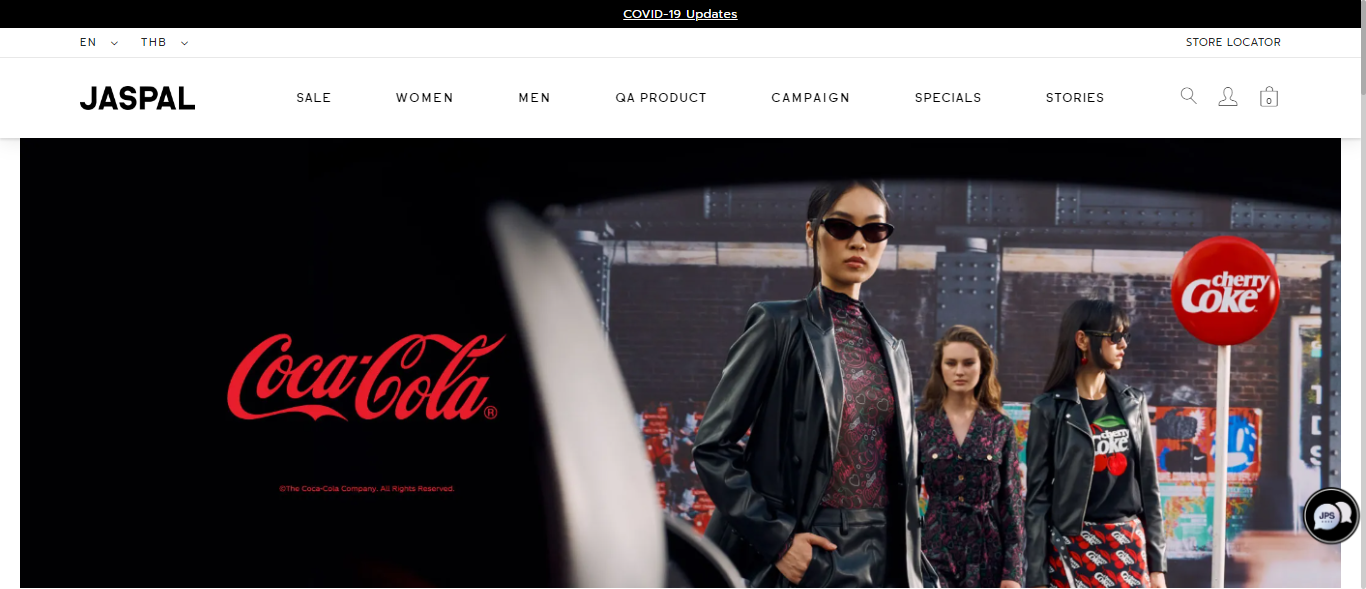 COVID-19 Updates
EN THB STORE LOCATOR
JASPAL SALE WOMEN MEN QA PRODUCT CAMPAIGN SPECIALS STORIES
0
cherry
Coke
Coca-Cola®
cherry
Coke
©The Coca-Cola Company. All Rights Reserved.
JPS
Coke